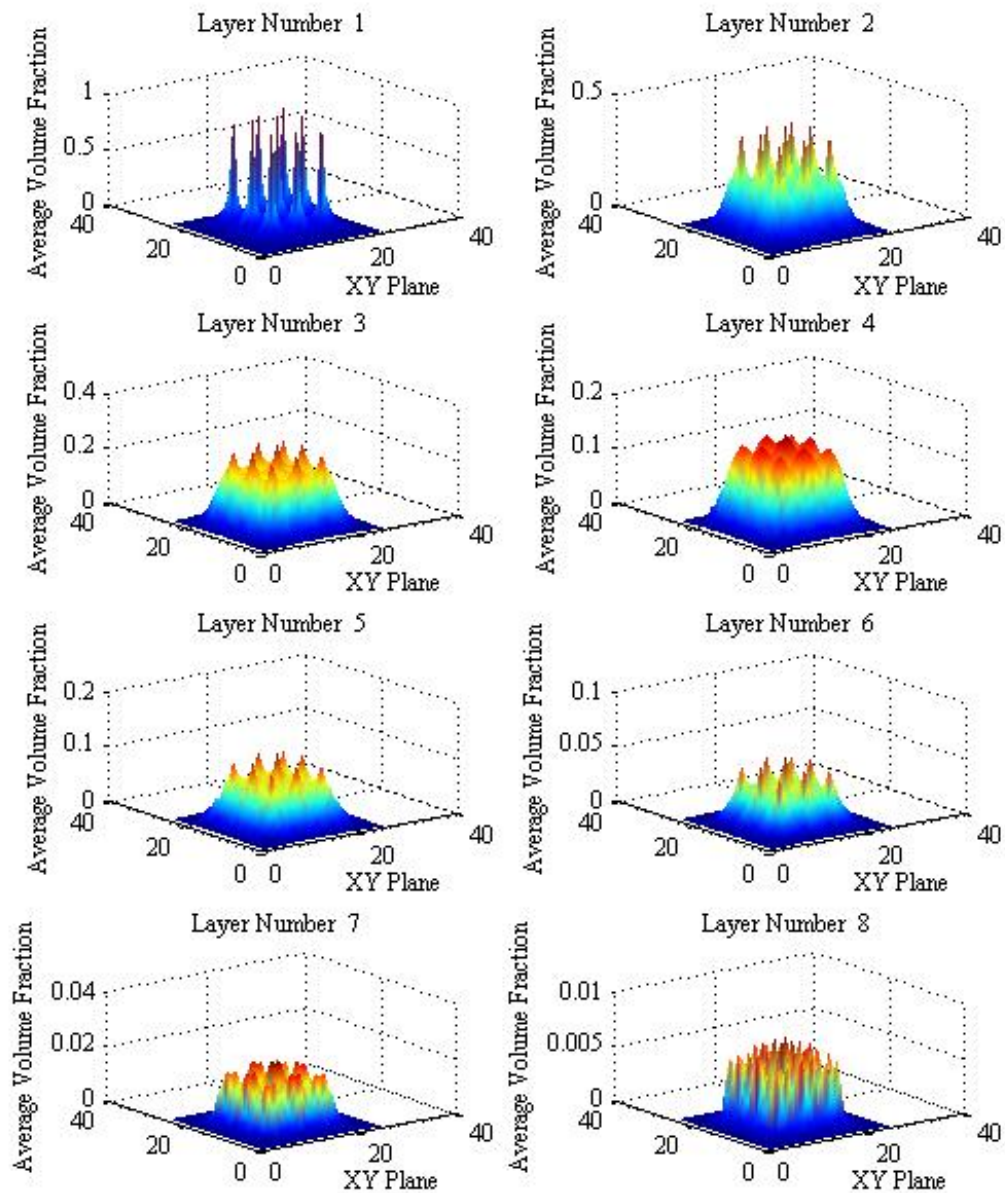 Layer Number 1
Average Volume Fraction
1
0.5
0
40
20
0
0
20
40
XY Plane
Layer Number 2
Average Volume Fraction
0.5
0
40
20
0
0
20
40
XY Plane
Layer Number 3
Average Volume Fraction
0.4
0.2
0
40
20
0
0
20
40
XY Plane
Layer Number 4
Average Volume Fraction
0.2
0.1
0
40
20
0
0
20
40
XY Plane
Layer Number 5
Average Volume Fraction
0.2
0.1
0
40
20
0
0
20
40
XY Plane
Layer Number 6
Average Volume Fraction
0.1
0.05
0
40
20
0
0
20
40
XY Plane
Layer Number 7
Average Volume Fraction
0.04
0.02
0
40
20
0
0
20
40
XY Plane
Layer Number 8
Average Volume Fraction
0.01
0.005
0
40
20
0
0
20
40
XY Plane